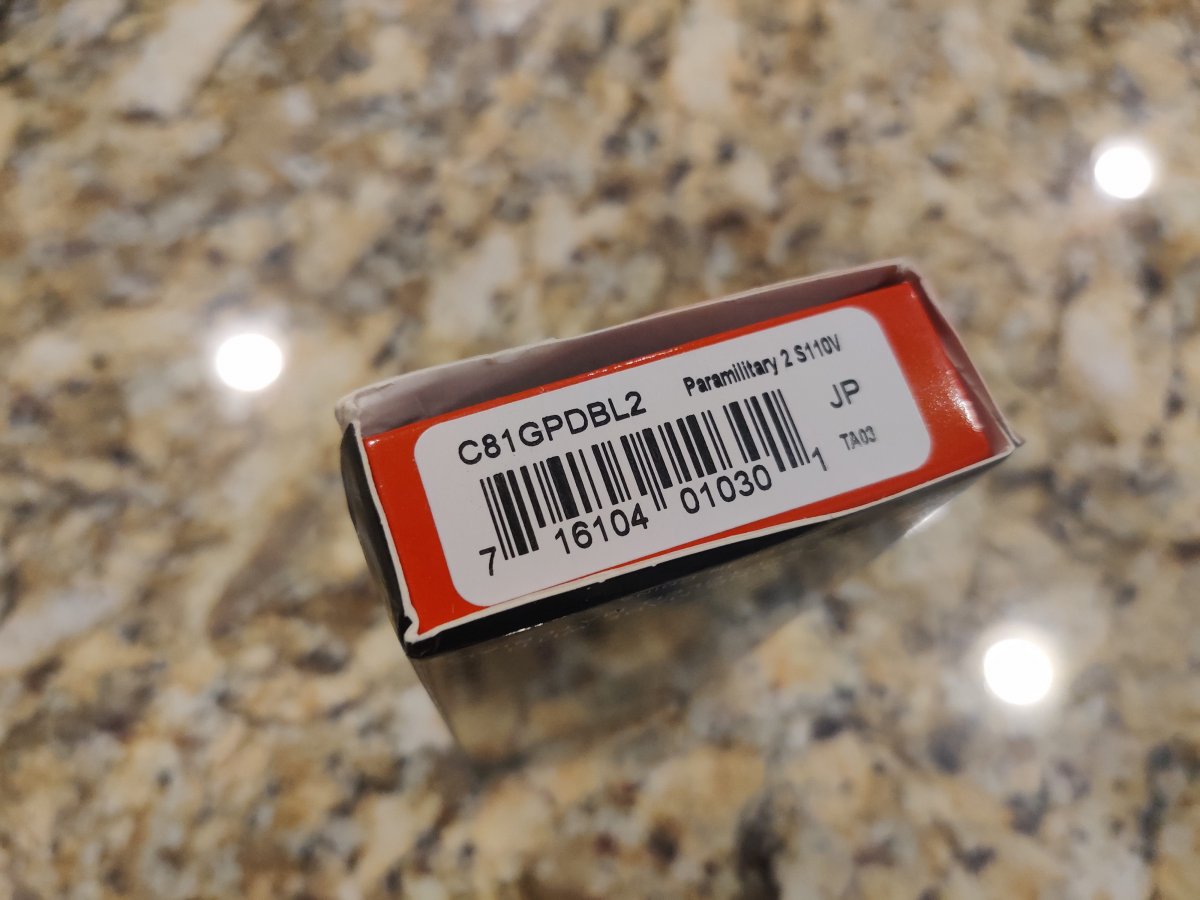 C81GPDBL2 Paramilitary 2 S110V
JP
TA03
7 16104 01030 1